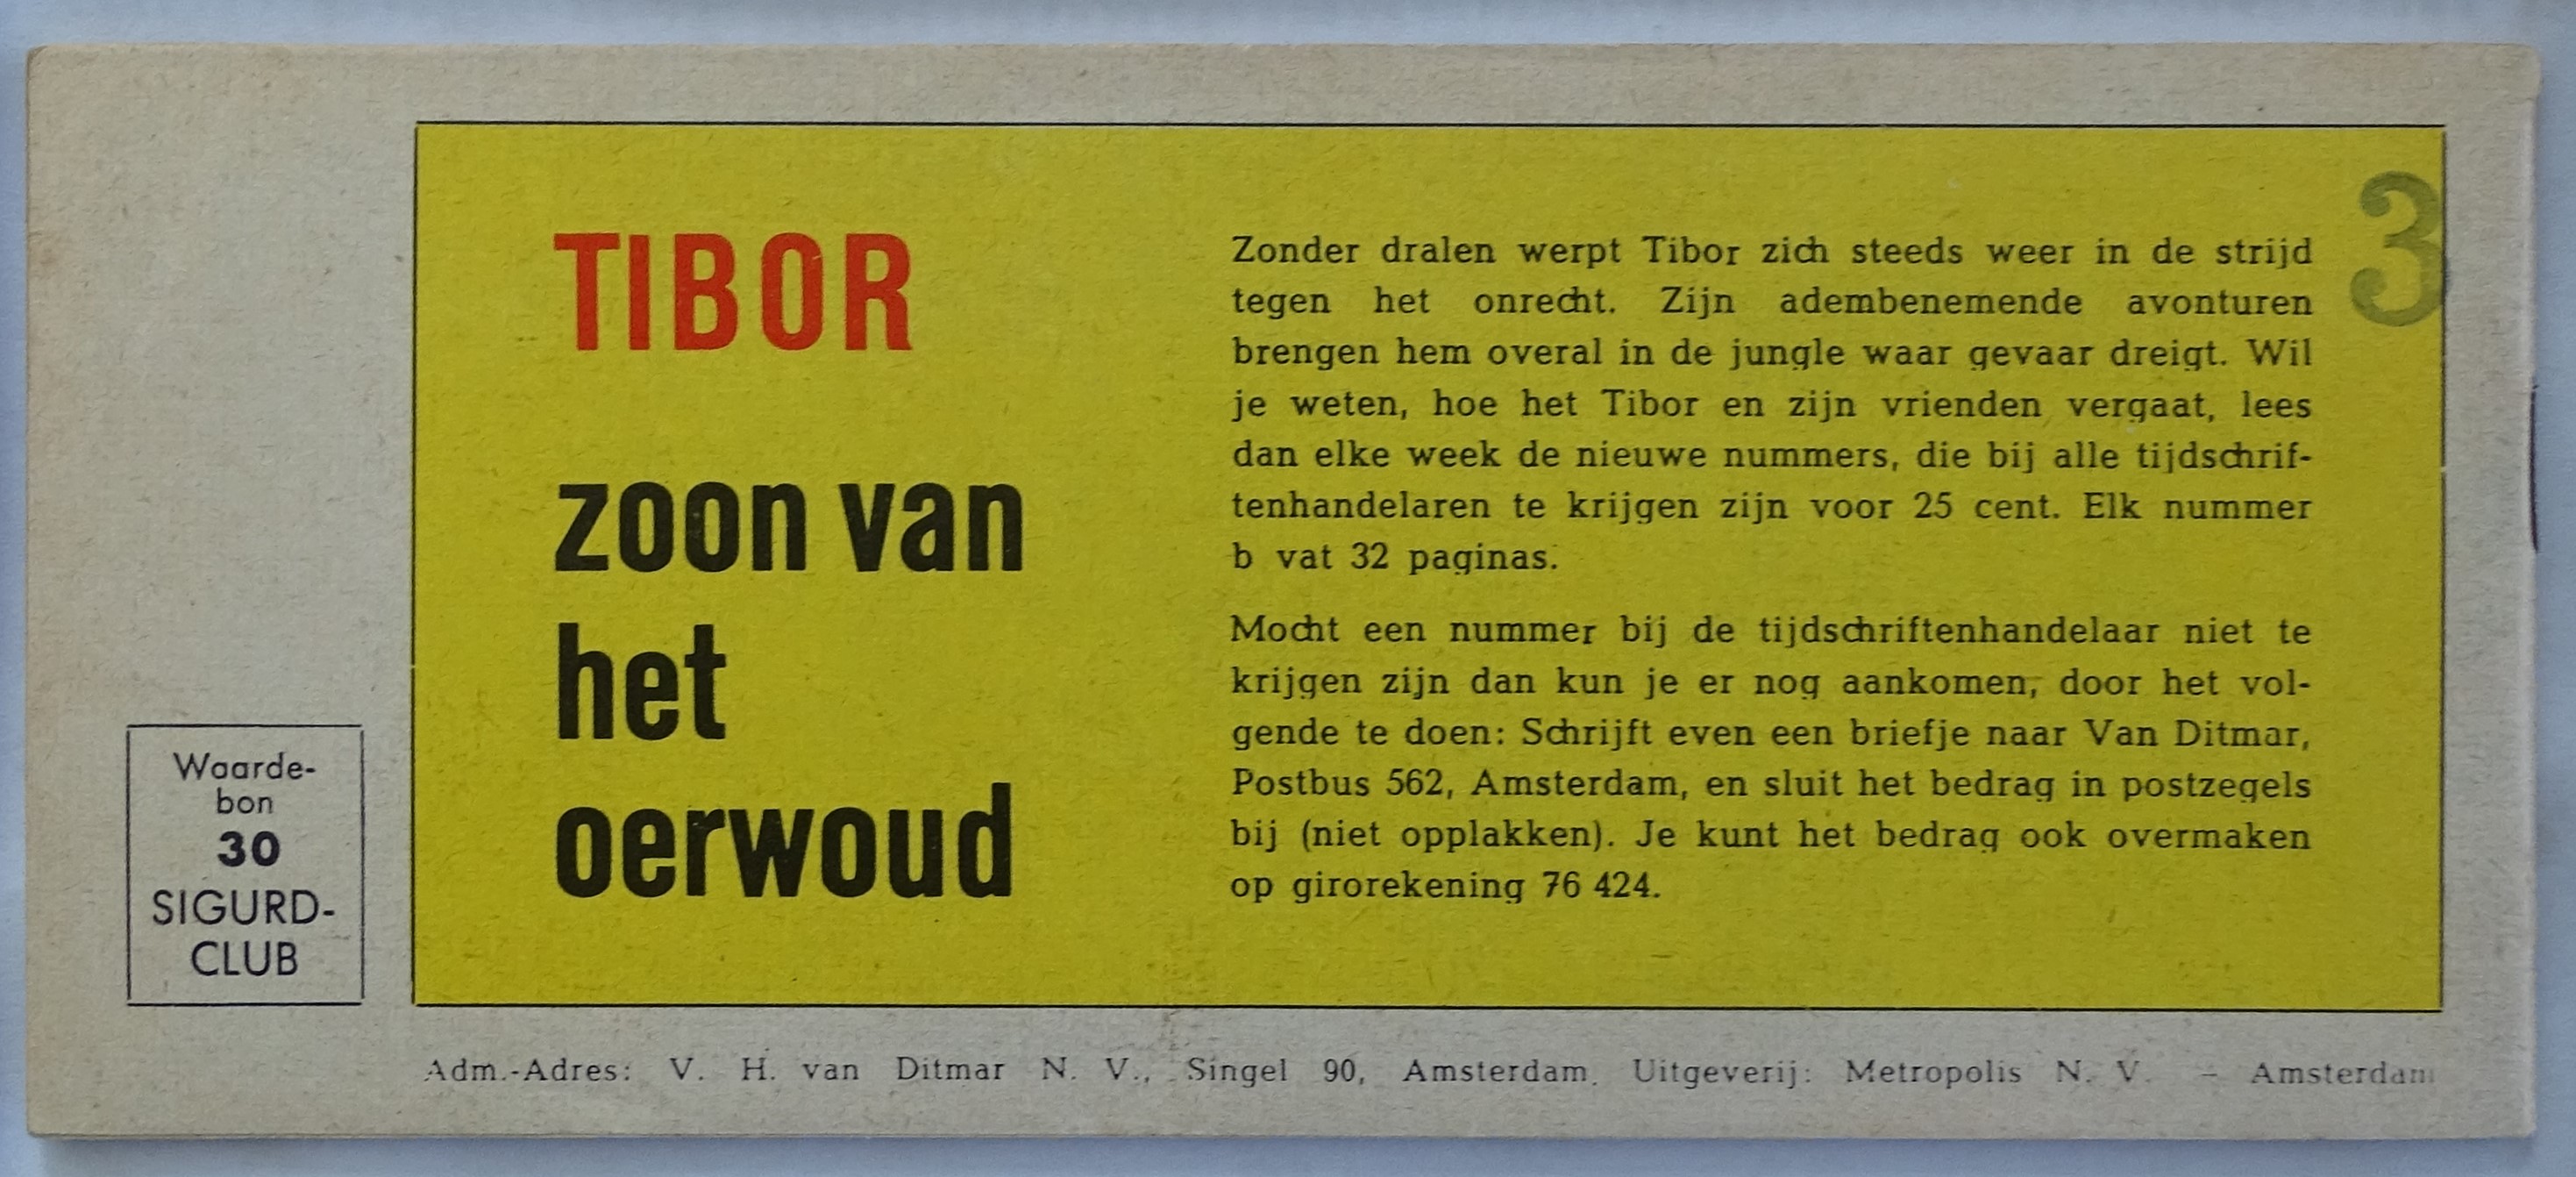 TIBOR
zoon van
het
oerwoud
Zonder dralen werpt Tibor zich steeds weer in de strijd
tegen het onrecht. Zijn adembenemende avonturen
brengen hem overal in de jungle waar gevaar dreigt. Wil
je weten, hoe het Tibor en zijn vrienden vergaat, lees
dan elke week de nieuwe nummers, die bij alle tijdschrif-
tenhandelaren te krijgen zijn voor 25 cent. Elk nummer
b vat 32 paginas.
Mocht een nummer bij de tijdschriftenhandelaar niet te
krijgen zijn dan kun je er nog aankomen, door het vol-
gende te doen: Schrijft even een briefje naar Van Ditmar,
Postbus 562, Amsterdam, en sluit het bedrag in postzegels
bij (niet opplakken). Je kunt het bedrag ook overmaken
op girorekening 76 424.
3
Waarde-
bon
30
SIGURD-
CLUB
Adm.-Adres: V. H. van Ditmar N. V., Singel 90, Amsterdam. Uitgeverij: Metropolis N. V. - Amsterdam